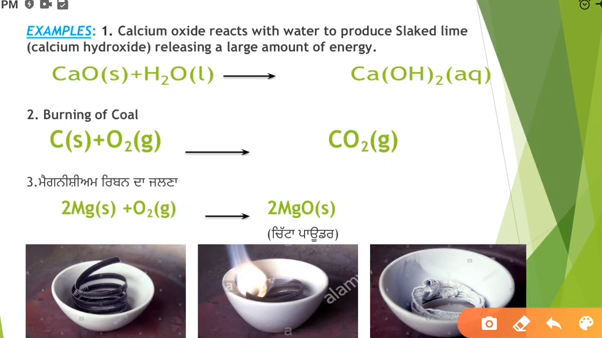 PM
EXAMPLES: 1. Calcium oxide reacts with water to produce Slaked lime
(calcium hydroxide) releasing a large amount of energy.
CaO(s)+H₂O(l) ⟶ Ca(OH)₂(aq)
2. Burning of Coal
C(s)+O₂(g) ⟶ CO₂(g)
3.ਮੈਗਨੀਸ਼ੀਅਮ ਰਿਬਨ ਦਾ ਜਲਣਾ
2Mg(s) +O₂(g) ⟶ 2MgO(s)
(ਚਿੱਟਾ ਪਾਊਡਰ)
alamy
a
a